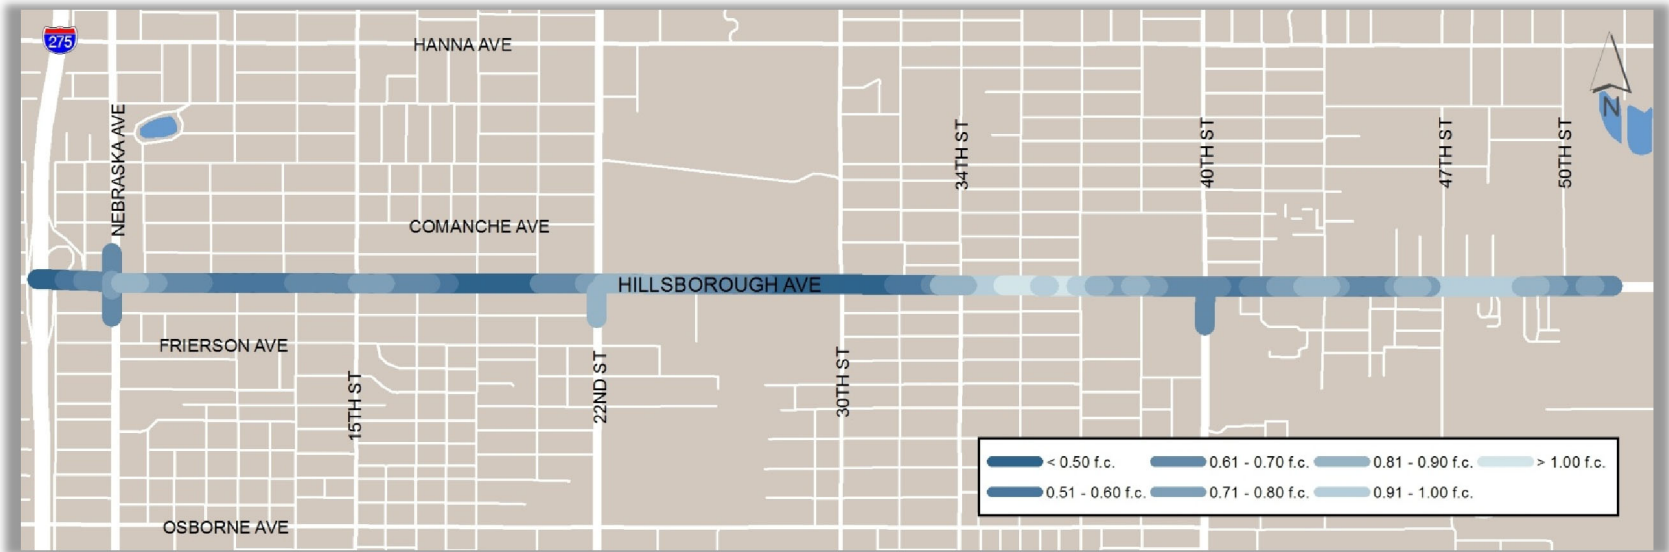 275
HANNA AVE
N
NEBRASKA AVE
34TH ST
40TH ST
47TH ST
50TH ST
COMANCHE AVE
HILLSBOROUGH AVE
FRIERSON AVE
15TH ST
22ND ST
30TH ST
< 0.50 f.c.
0.61 - 0.70 f.c.
0.81 - 0.90 f.c.
> 1.00 f.c.
0.51 - 0.60 f.c.
0.71 - 0.80 f.c.
0.91 - 1.00 f.c.
OSBORNE AVE